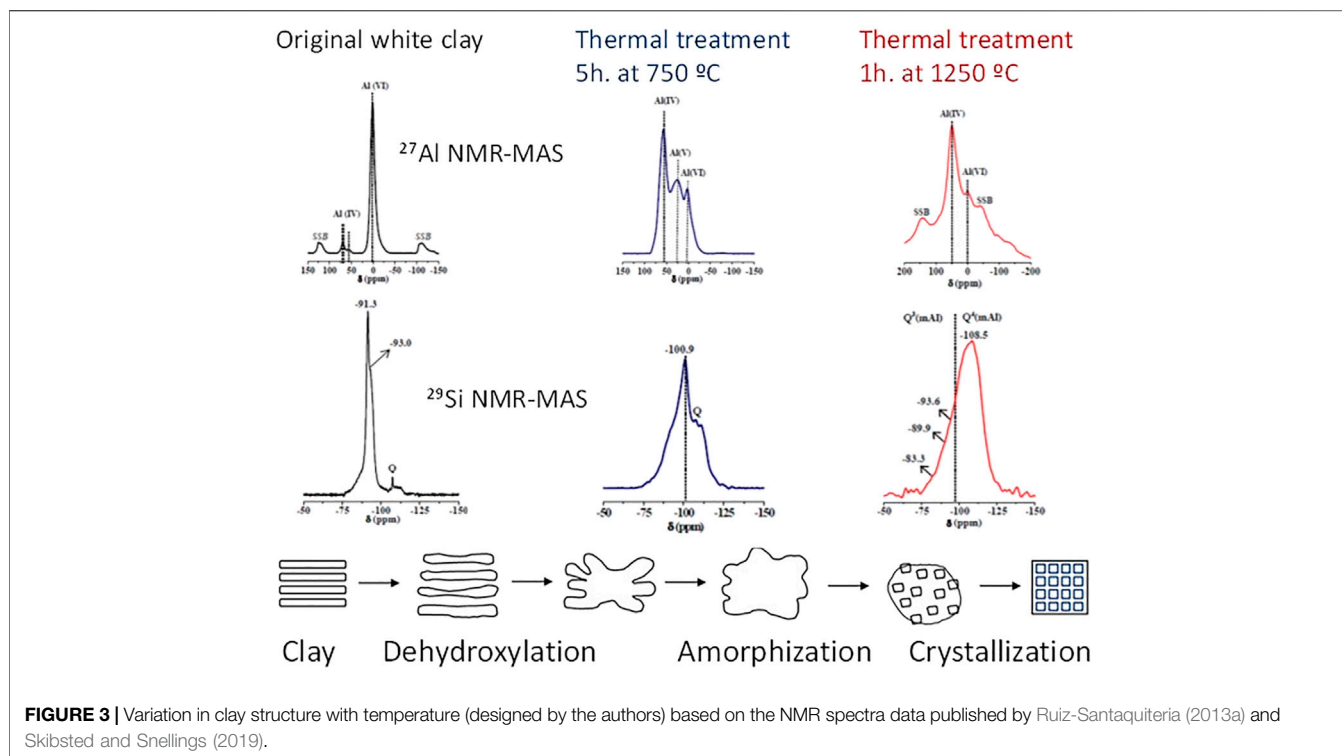 Original white clay
Thermal treatment
5h. at 750 ºC
Thermal treatment
1h. at 1250 ºC
²⁷Al NMR-MAS
Al (VI)
Al (IV)
SSB
SSB
150 100 50 0 -50 -100 -150
δ (ppm)
Al(IV)
Al(V)
Al(VI)
150 100 50 0 -50 -100 -150
δ (ppm)
Al(IV)
Al(VI)
SSB
SSB
200 100 0 -100 -200
δ (ppm)
²⁹Si NMR-MAS
-91.3
-93.0
Q
-50 -75 -100 -125 -150
δ (ppm)
-100.9
Q
-50 -75 -100 -125 -150
δ (ppm)
Q³(mAl) Q⁴(mAl)
-108.5
-93.6
-89.9
-83.3
-50 -75 -100 -125 -150
δ (ppm)
Clay Dehydroxylation Amorphization Crystallization
FIGURE 3 | Variation in clay structure with temperature (designed by the authors) based on the NMR spectra data published by Ruiz-Santaquiteria (2013a) and
Skibsted and Snellings (2019).